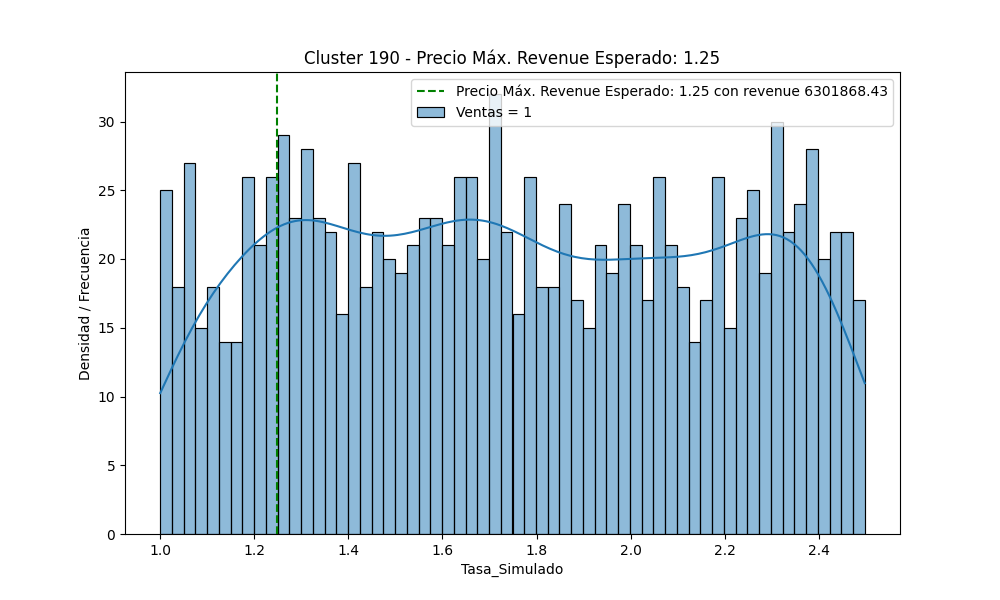 Cluster 190 - Precio Máx. Revenue Esperado: 1.25
Precio Máx. Revenue Esperado: 1.25 con revenue 6301868.43
Ventas = 1
Densidad / Frecuencia
30
25
20
15
10
5
0
1.0 1.2 1.4 1.6 1.8 2.0 2.2 2.4
Tasa_Simulado